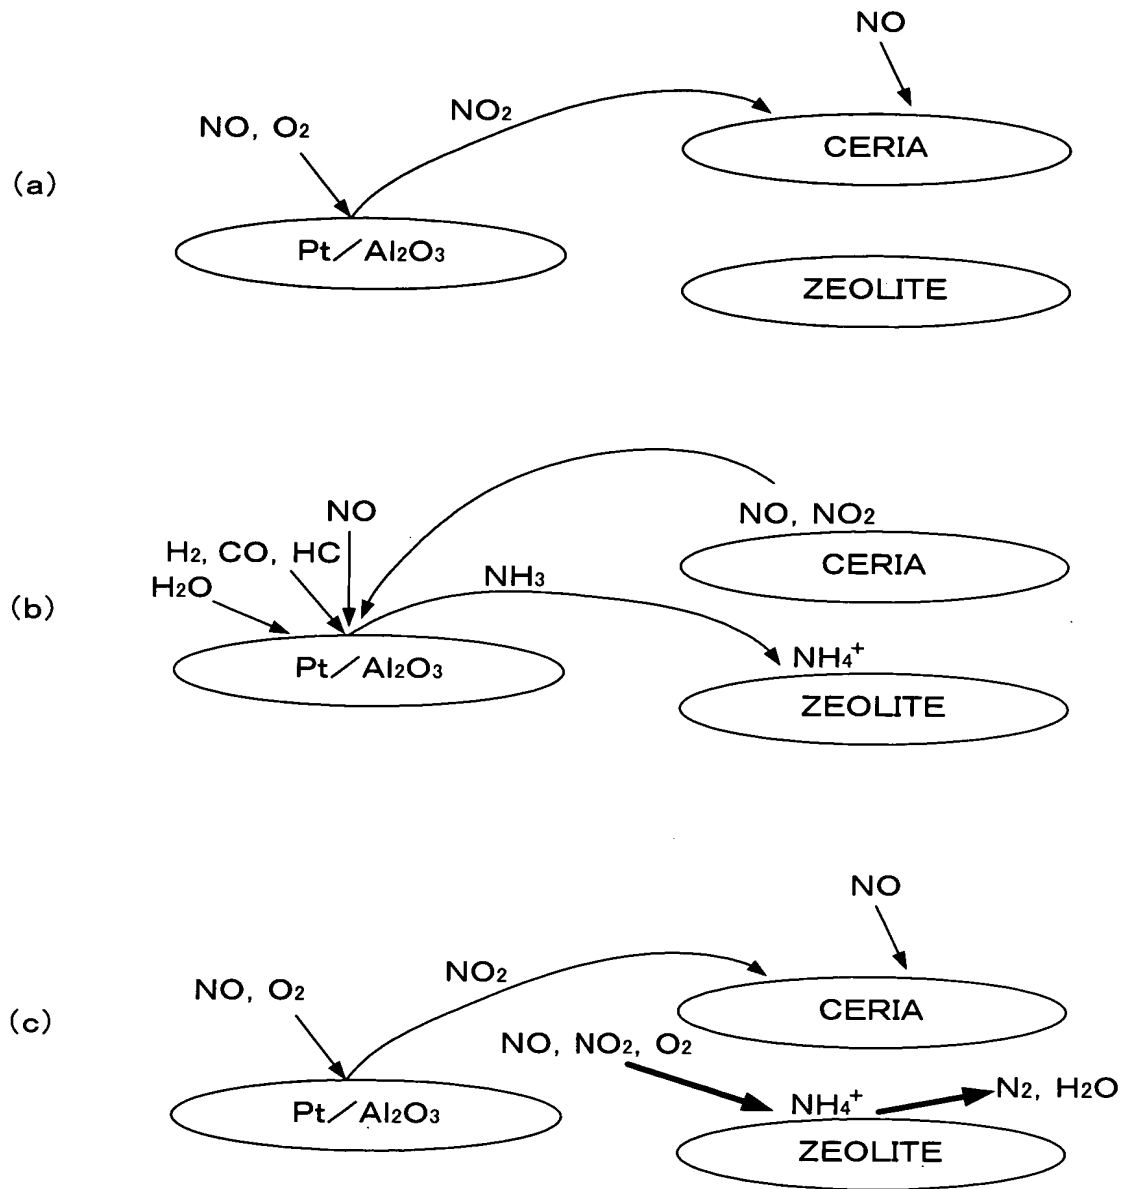 (a)
NO
NO, O₂
NO₂
CERIA
Pt/Al₂O₃
ZEOLITE
(b)
NO
NO, NO₂
H₂, CO, HC
H₂O
NH₃
CERIA
Pt/Al₂O₃
NH₄⁺
ZEOLITE
(c)
NO
NO, O₂
NO₂
CERIA
NO, NO₂, O₂
Pt/Al₂O₃
NH₄⁺
N₂, H₂O
ZEOLITE